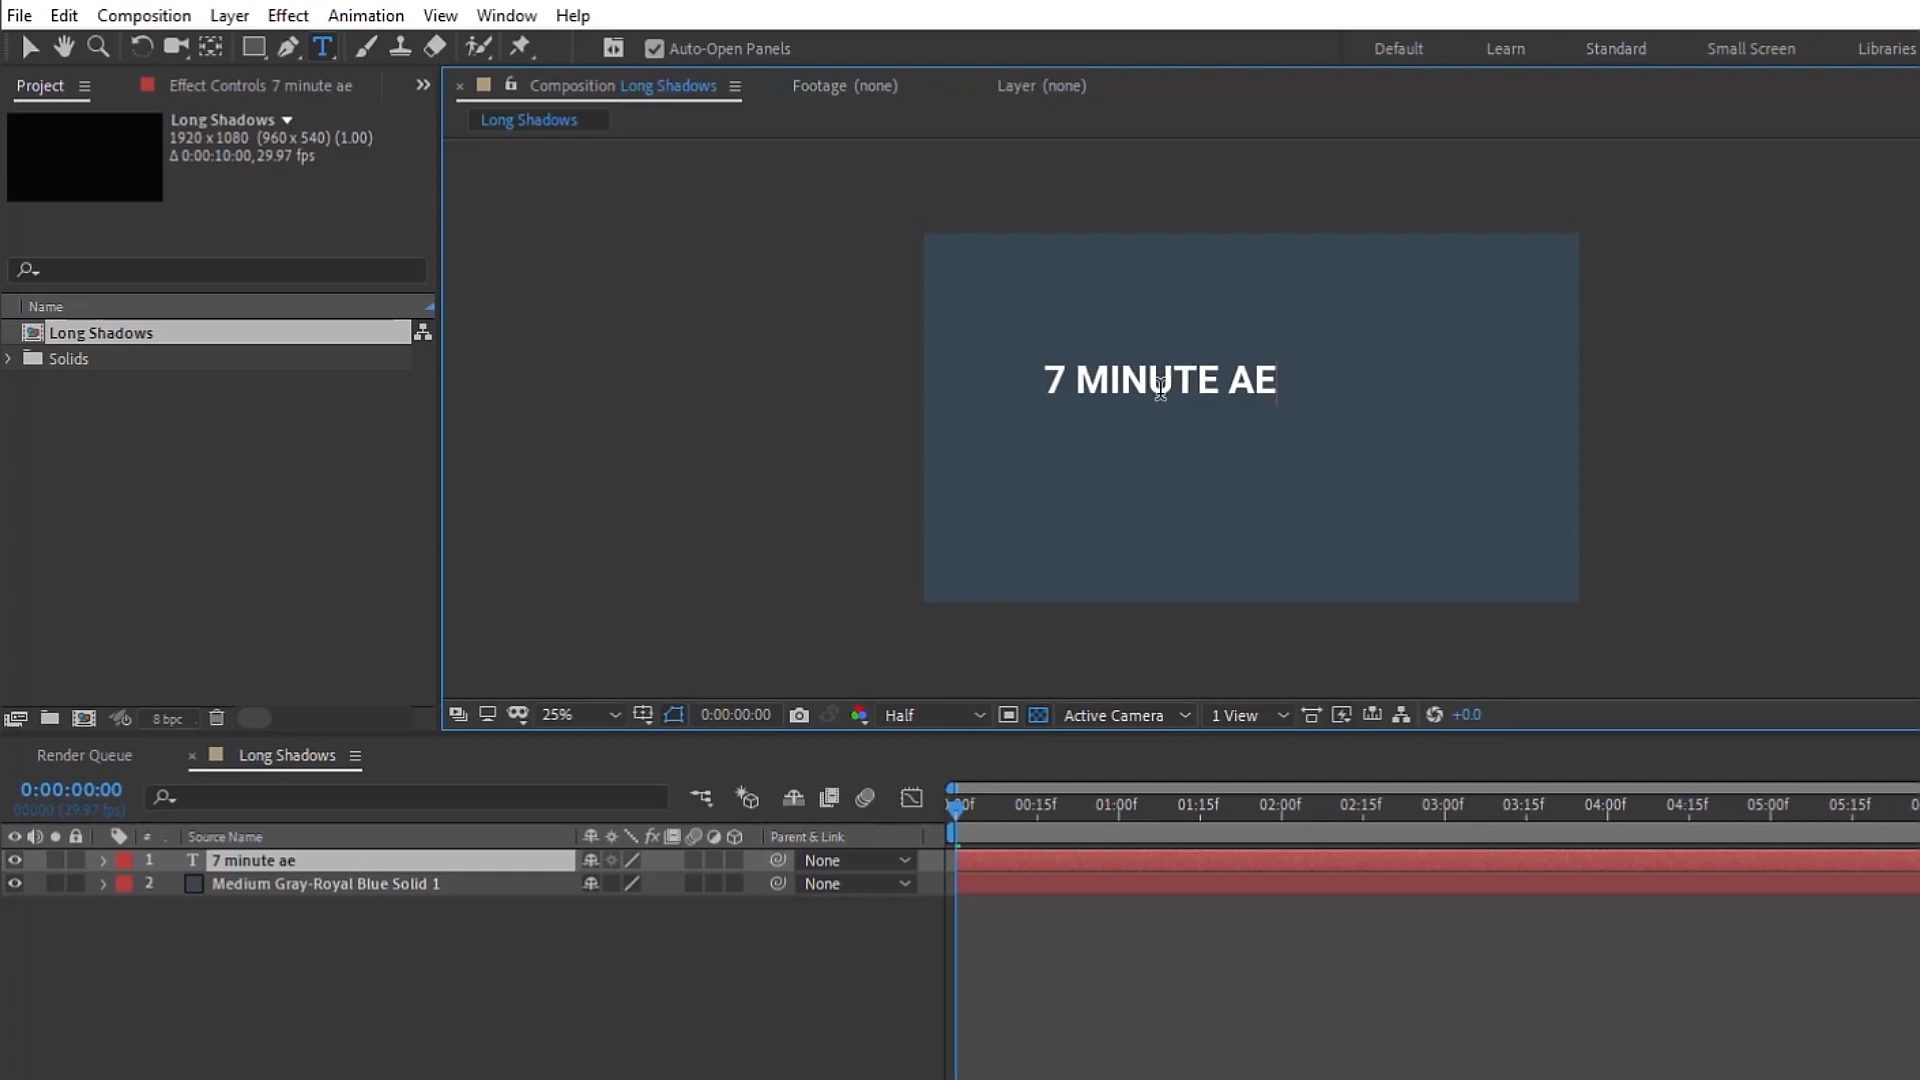 File Edit Composition Layer Effect Animation View Window Help
Auto-Open Panels Default Learn Standard Small Screen Libraries
Project Effect Controls 7 minute ae Composition Long Shadows Footage (none) Layer (none)
Long Shadows
Long Shadows
1920 x 1080 (960 x 540) (1.00)
Δ 0:00:10:00, 29.97 fps
Name
Long Shadows
Solids
7 MINUTE AE
8 bpc 25% 0:00:00:00 Half Active Camera 1 View +0.0
Render Queue Long Shadows
0:00:00:00
00000 (29.97 fps)
00f 00:15f 01:00f 01:15f 02:00f 02:15f 03:00f 03:15f 04:00f 04:15f 05:00f 05:15f
# Source Name fx Parent & Link
1 T 7 minute ae None
2 Medium Gray-Royal Blue Solid 1 None